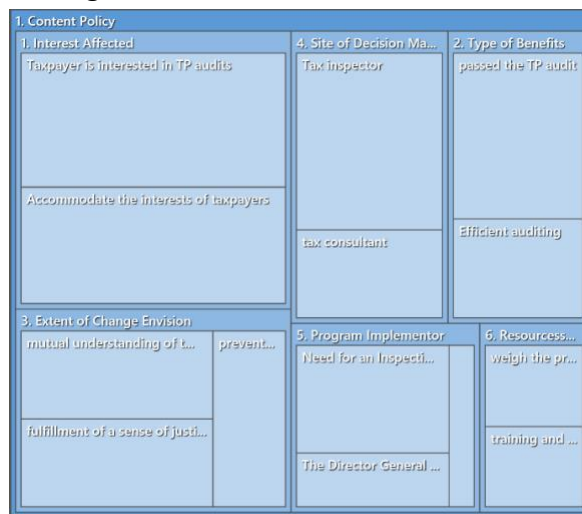 1. Content Policy
1. Interest Affected
Taxpayer is interested in TP audits
Accommodate the interests of taxpayers
4. Site of Decision Ma...
Tax inspector
tax consultant
2. Type of Benefits
passed the TP audit
Efficient auditing
3. Extent of Change Envision
mutual understanding of t...
fulfillment of a sense of justi...
prevent...
5. Program Implementor
Need for an Inspecti...
The Director General ...
6. Resourcess...
weigh the pr...
training and ...